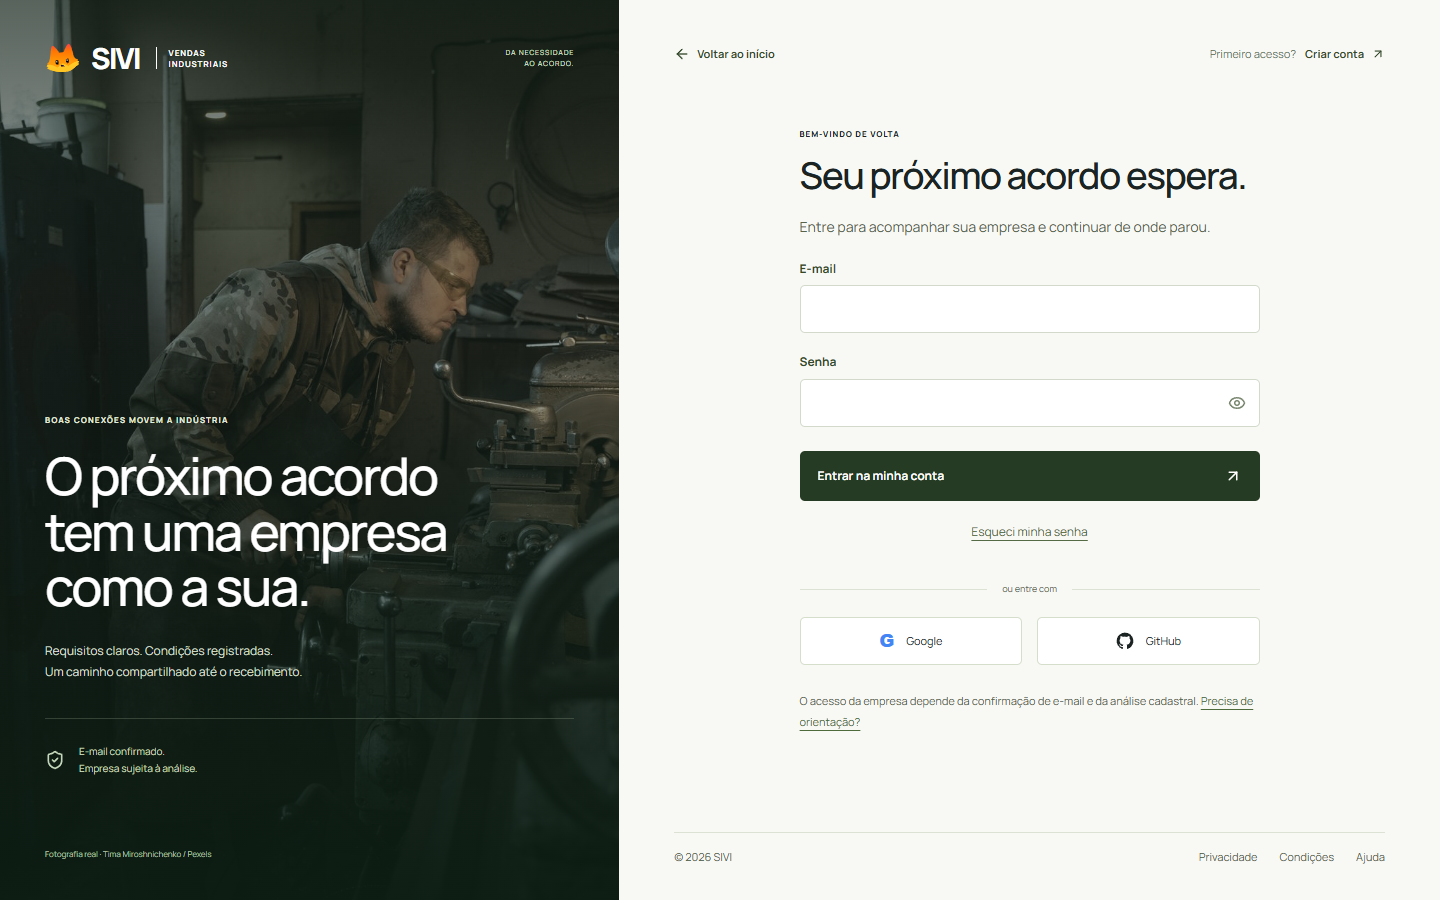 SIVI
VENDAS
INDUSTRIAIS
DA NECESSIDADE
AO ACORDO.
BOAS CONEXÕES MOVEM A INDÚSTRIA
O próximo acordo
tem uma empresa
como a sua.
Requisitos claros. Condições registradas.
Um caminho compartilhado até o recebimento.
E-mail confirmado.
Empresa sujeita à análise.
Fotografia real · Tima Miroshnichenko / Pexels
Voltar ao início
Primeiro acesso? Criar conta
BEM-VINDO DE VOLTA
Seu próximo acordo espera.
Entre para acompanhar sua empresa e continuar de onde parou.
E-mail
Senha
Entrar na minha conta
Esqueci minha senha
ou entre com
G Google
GitHub
O acesso da empresa depende da confirmação de e-mail e da análise cadastral. Precisa de
orientação?
© 2026 SIVI
Privacidade Condições Ajuda